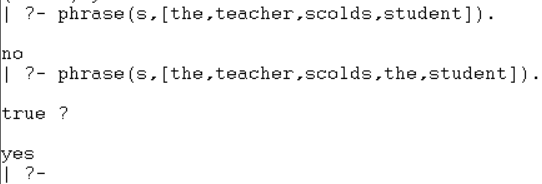 | ?- phrase(s,[the,teacher,scolds,student]).
no
| ?- phrase(s,[the,teacher,scolds,the,student]).
true ?
yes
| ?-